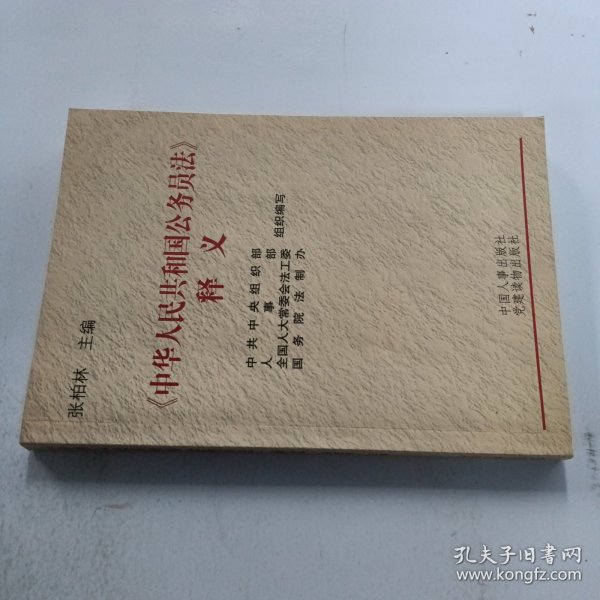 张柏林 主编
《中华人民共和国公务员法》
释义
中共中央组织部
人事部
全国人大常委会法工委
国务院法制办
组织编写
中国人事出版社
党建读物出版社
孔夫子旧书网
www.kongfz.com